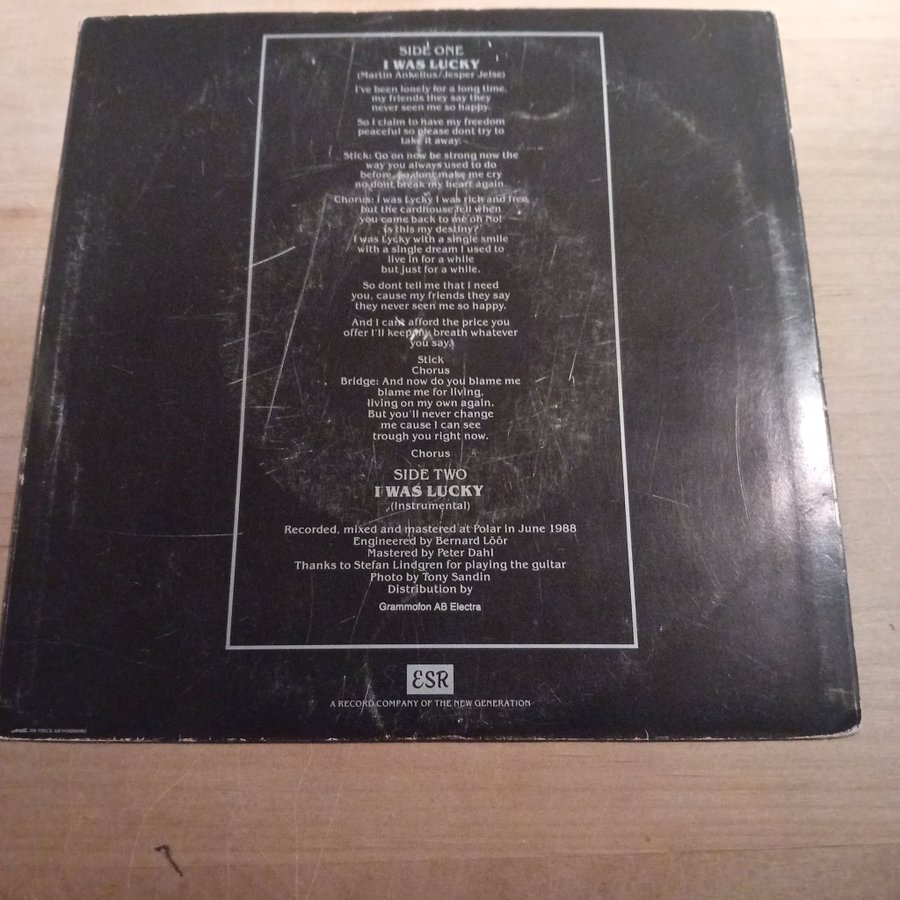 SIDE ONE
I WAS LUCKY
(Martin Ankelius/Jesper Jelse)
I've been lonely for a long time,
my friends they say they
never seen me so happy.
So I claim to have my freedom
peaceful so please dont try to
take it away.
Stick: Go on now be strong now the
way you always used to do
before, so dont make me cry
no dont break my heart again.
Chorus: I was Lycky I was rich and free
but the cardhouse fell when
you came back to me oh No!
is this my destiny?
I was Lycky with a single smile
with a single dream I used to
live in for a while
but just for a while.
So dont tell me that I need
you, cause my friends they say
they never seen me so happy.
And I cant afford the price you
offer I'll keep my breath whatever
you say!
Stick
Chorus
Bridge: And now do you blame me
blame me for living,
living on my own again.
But you'll never change
me cause I can see
trough you right now.
Chorus
SIDE TWO
I WAS LUCKY
(Instrumental)
Recorded, mixed and mastered at Polar in June 1988
Engineered by Bernard Löör
Mastered by Peter Dahl
Thanks to Stefan Lindgren for playing the guitar
Photo by Tony Sandin
Distribution by
Grammofon AB Electra
ESR
A RECORD COMPANY OF THE NEW GENERATION